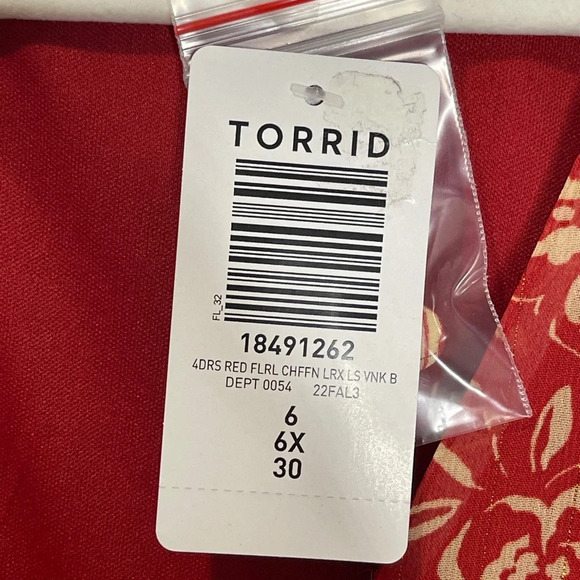 TORRID
FL_32
18491262
4DRS RED FLRL CHFFN LRX LS VNK B
DEPT 0054 22FAL3
6
6X
30